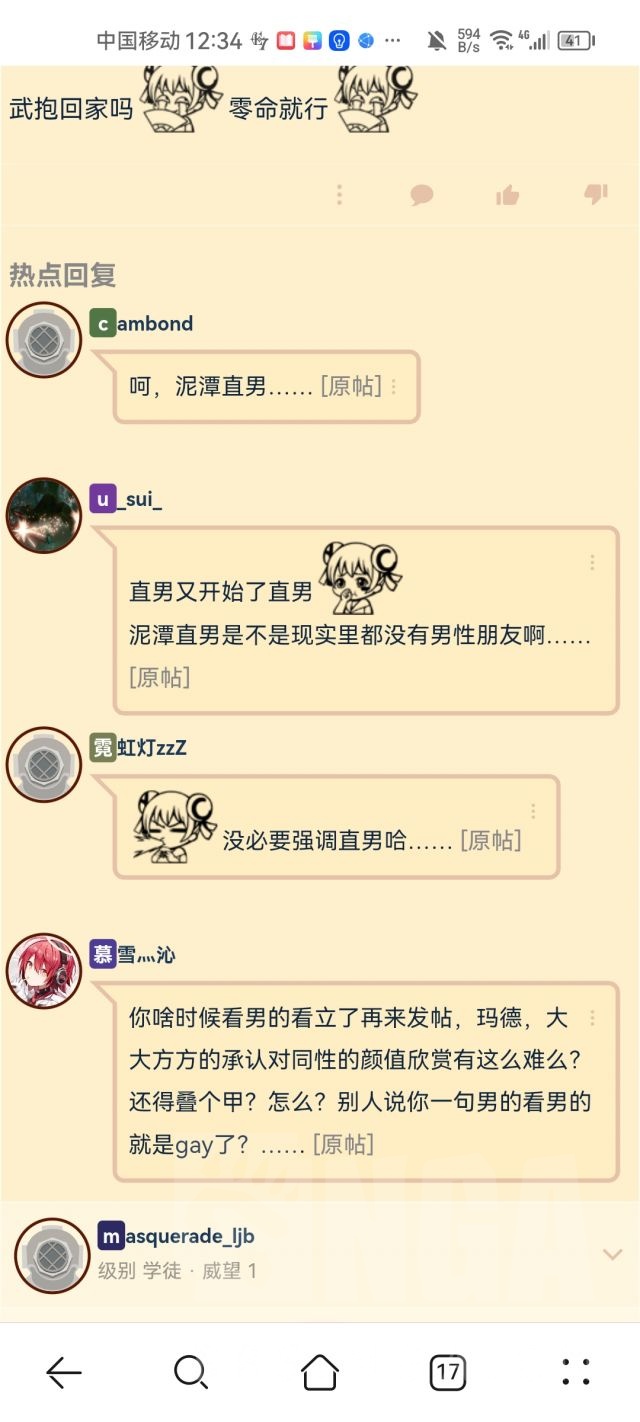 中国移动 12:34 594 B/s 4G 41
武抱回家吗 零命就行
热点回复
cambond
呵，泥潭直男…… [原帖]
u_sui_
直男又开始了直男
泥潭直男是不是现实里都没有男性朋友啊……
[原帖]
霓虹灯zzZ
没必要强调直男哈…… [原帖]
慕雪灬沁
你啥时候看男的看立了再来发帖，玛德，大
大方方的承认对同性的颜值欣赏有这么难么？
还得叠个甲？怎么？别人说你一句男的看男的
就是gay了？…… [原帖]
masquerade_ljb
级别 学徒 · 威望 1
17